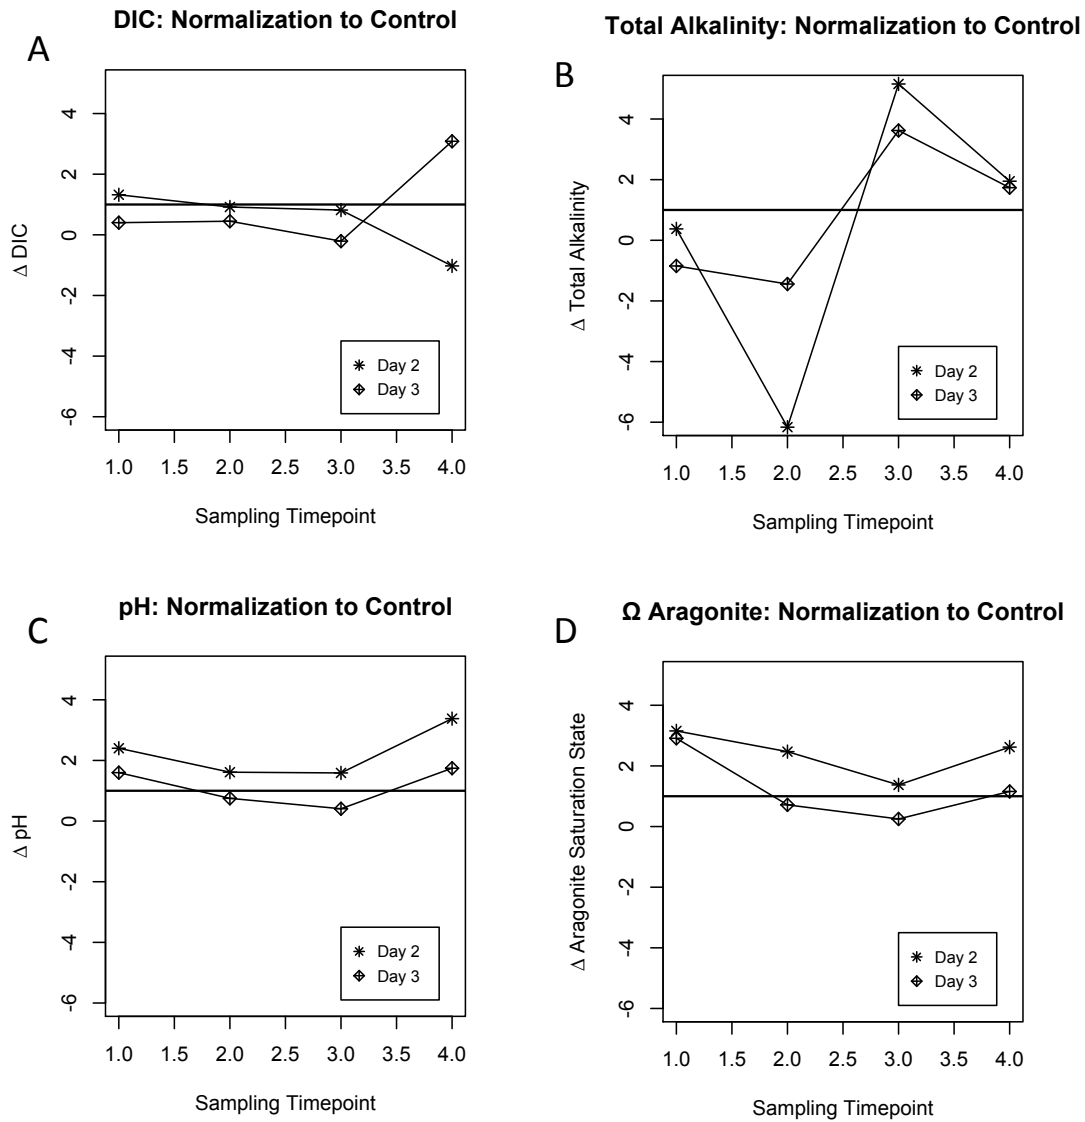 A
DIC: Normalization to Control
Δ DIC
4
2
0
-2
-4
-6
Day 2
Day 3
1.0 1.5 2.0 2.5 3.0 3.5 4.0
Sampling Timepoint
B
Total Alkalinity: Normalization to Control
Δ Total Alkalinity
4
2
0
-2
-4
-6
Day 2
Day 3
1.0 1.5 2.0 2.5 3.0 3.5 4.0
Sampling Timepoint
C
pH: Normalization to Control
Δ pH
4
2
0
-2
-4
-6
Day 2
Day 3
1.0 1.5 2.0 2.5 3.0 3.5 4.0
Sampling Timepoint
D
Ω Aragonite: Normalization to Control
Δ Aragonite Saturation State
4
2
0
-2
-4
-6
Day 2
Day 3
1.0 1.5 2.0 2.5 3.0 3.5 4.0
Sampling Timepoint